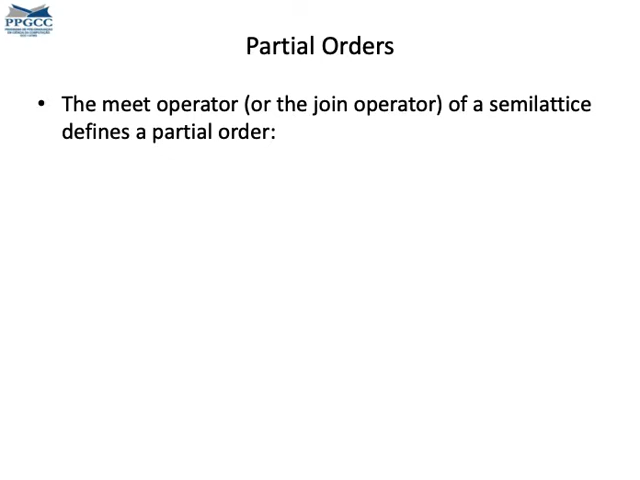 PPGCC
Partial Orders
• The meet operator (or the join operator) of a semilattice
defines a partial order: